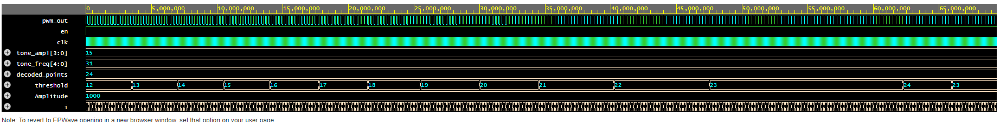 0 5,000,000 10,000,000 15,000,000 20,000,000 25,000,000 30,000,000 35,000,000 40,000,000 45,000,000 50,000,000 55,000,000 60,000,000 65,000,000
pwm_out
en
clk
tone_ampl[3:0] 15
tone_freq[4:0] 31
decoded_points 24
threshold 12 13 14 15 16 17 18 19 20 21 22 23 24 23
Amplitude 1000
i
Note: To revert to EPWave opening in a new browser window, set that option on your user page.